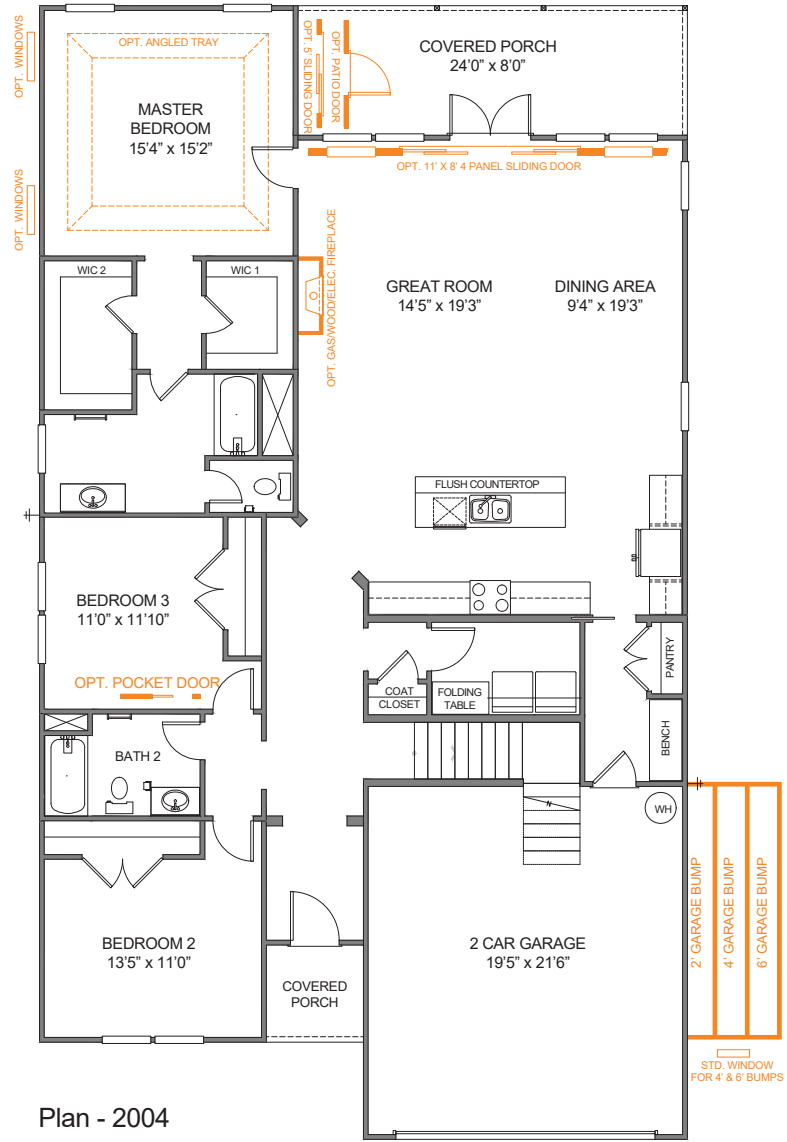 OPT. WINDOWS
OPT. ANGLED TRAY
MASTER
BEDROOM
15'4” x 15'2”
OPT. WINDOWS
OPT. 5' SLIDING DOOR
OPT. PATIO DOOR
COVERED PORCH
24'0” x 8'0”
OPT. 11' X 8' 4 PANEL SLIDING DOOR
WIC 2
WIC 1
OPT. GAS/WOOD/ELEC. FIREPLACE
GREAT ROOM
14'5” x 19'3”
DINING AREA
9'4” x 19'3”
FLUSH COUNTERTOP
BEDROOM 3
11'0” x 11'10”
OPT. POCKET DOOR
COAT
CLOSET
FOLDING
TABLE
PANTRY
BENCH
BATH 2
WH
BEDROOM 2
13'5” x 11'0”
COVERED
PORCH
2 CAR GARAGE
19'5” x 21'6”
2' GARAGE BUMP
4' GARAGE BUMP
6' GARAGE BUMP
STD. WINDOW
FOR 4' & 6' BUMPS
Plan - 2004